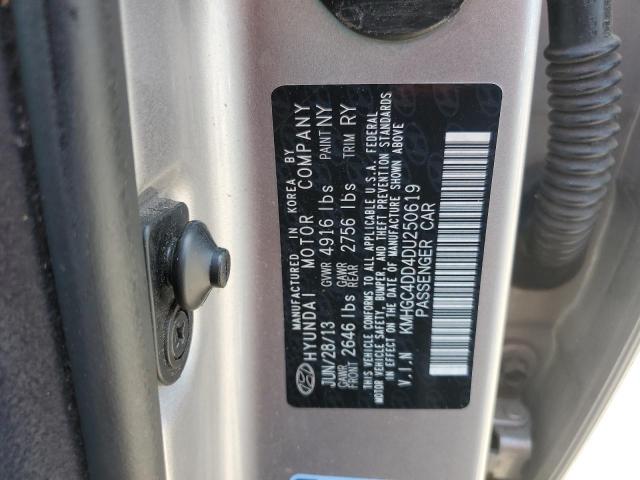 MANUFACTURED IN KOREA BY
HYUNDAI MOTOR COMPANY
JUN/28/13 GVWR 4916 lbs PAINT NY
GAWR FRONT 2646 lbs GAWR REAR 2756 lbs TRIM RY
THIS VEHICLE CONFORMS TO ALL APPLICABLE U.S.A. FEDERAL
MOTOR VEHICLE SAFETY, BUMPER, AND THEFT PREVENTION STANDARDS
IN EFFECT ON THE DATE OF MANUFACTURE SHOWN ABOVE
V.I.N KMHGC4DD4DU250619
PASSENGER CAR